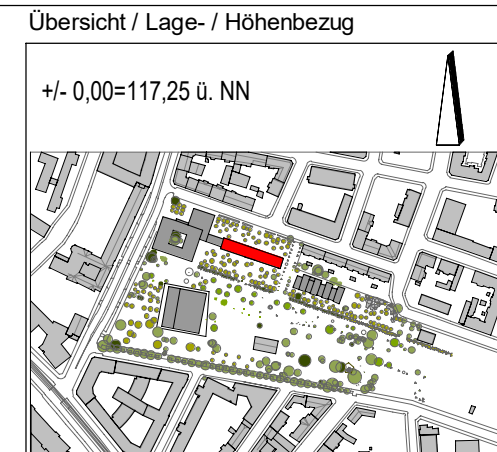 Übersicht / Lage- / Höhenbezug
+/- 0,00=117,25 ü. NN